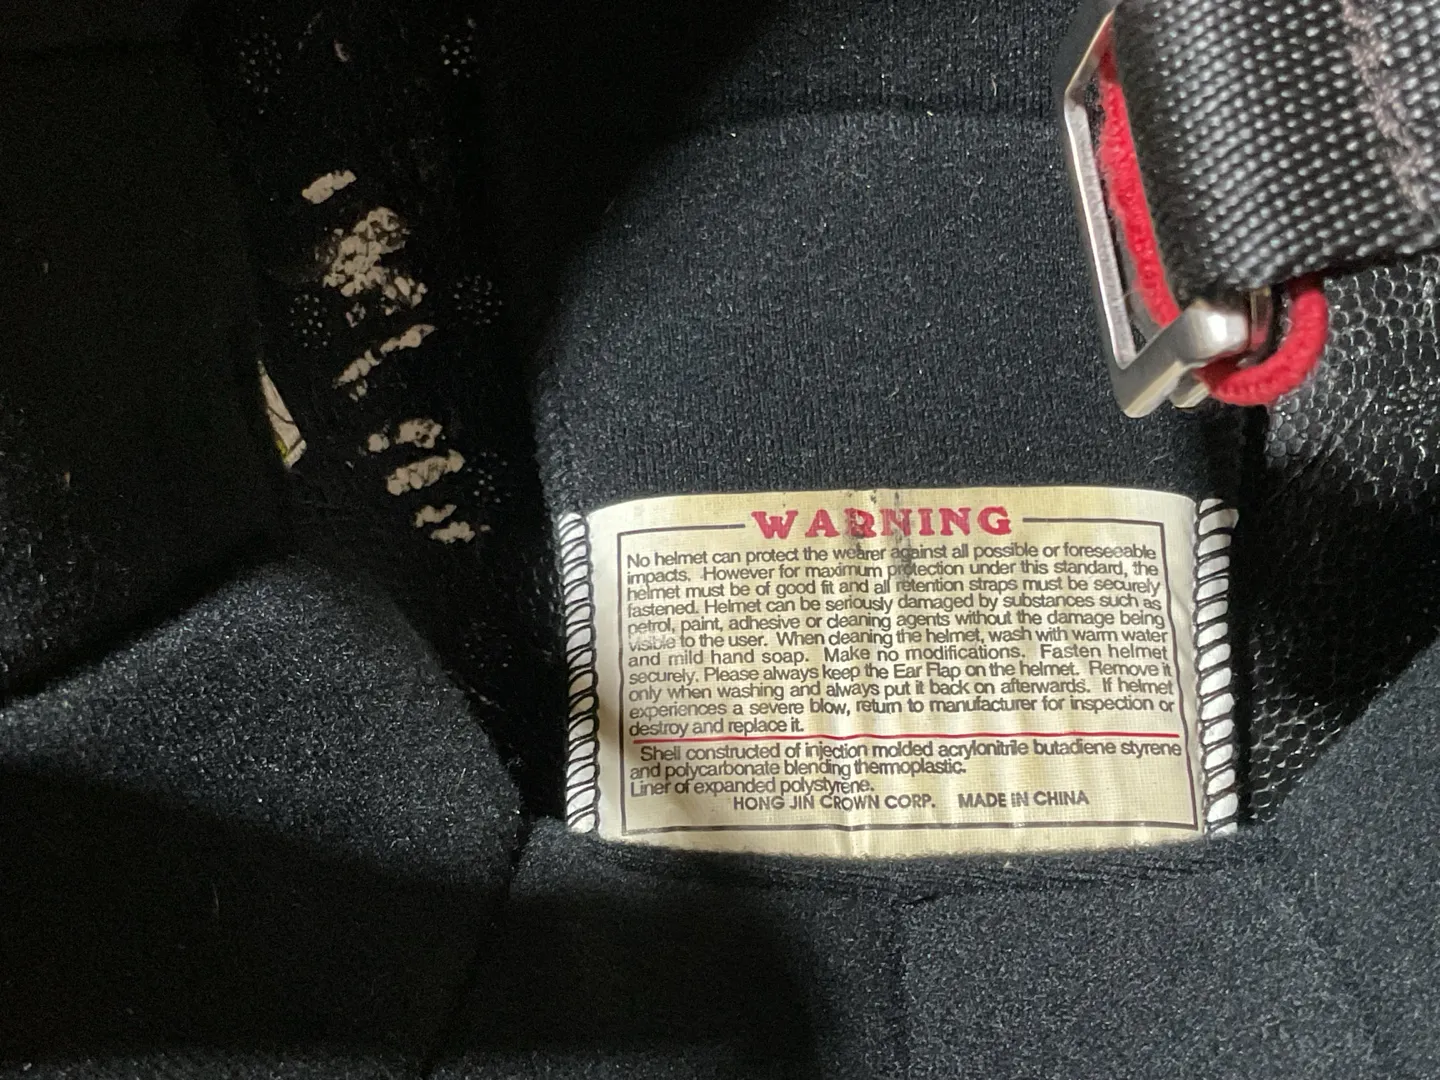 WARNING
No helmet can protect the wearer against all possible or foreseeable
impacts. However for maximum protection under this standard, the
helmet must be of good fit and all retention straps must be securely
fastened. Helmet can be seriously damaged by substances such as
petrol, paint, adhesive or cleaning agents without the damage being
visible to the user. When cleaning the helmet, wash with warm water
and mild hand soap. Make no modifications. Fasten helmet
securely. Please always keep the Ear Flap on the helmet. Remove it
only when washing and always put it back on afterwards. If helmet
experiences a severe blow, return to manufacturer for inspection or
destroy and replace it.
Shell constructed of injection molded acrylonitrile butadiene styrene
and polycarbonate blending thermoplastic.
Liner of expanded polystyrene.
HONG JIN CROWN CORP. MADE IN CHINA